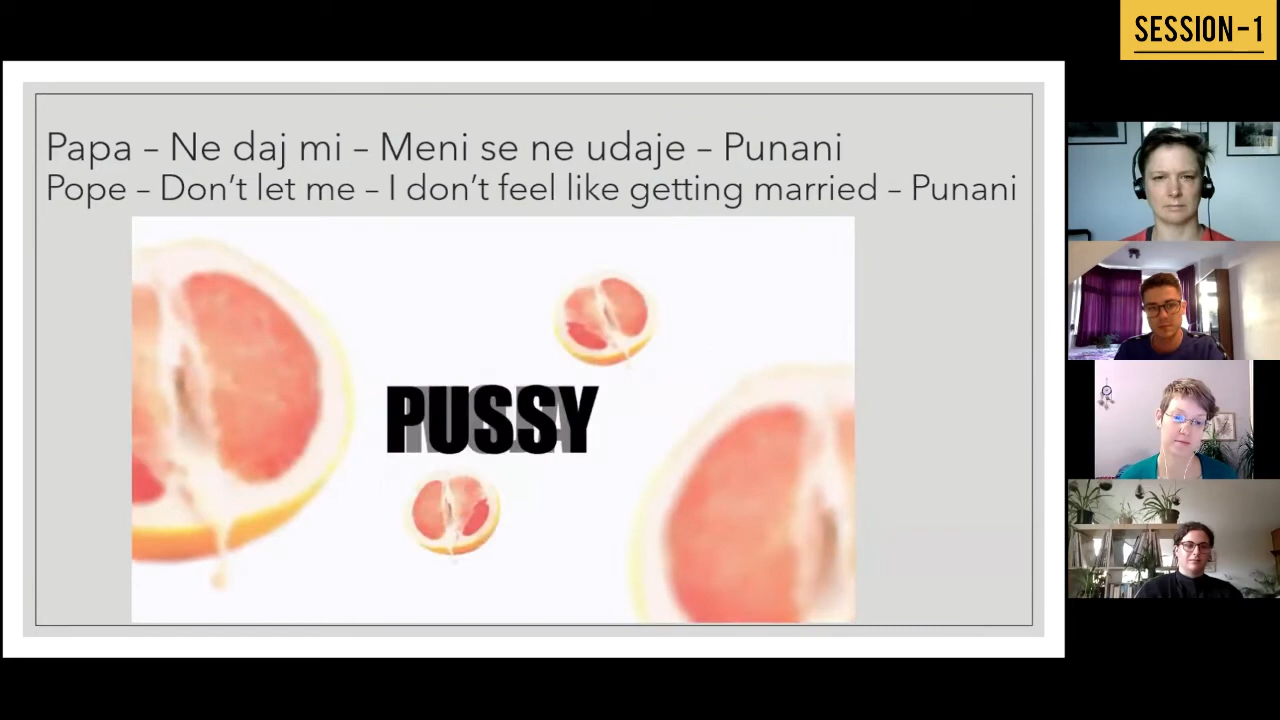 SESSION-1
Papa – Ne daj mi – Meni se ne udaje – Punani
Pope – Don’t let me – I don’t feel like getting married – Punani
PUSSY